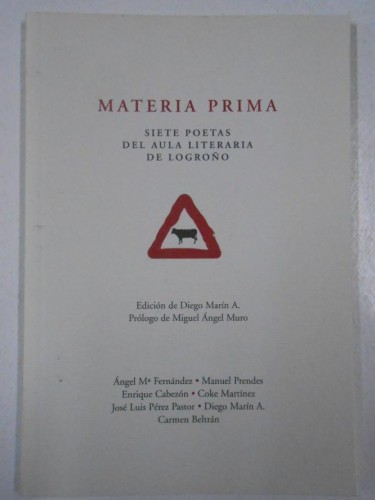 MATERIA PRIMA
SIETE POETAS
DEL AULA LITERARIA
DE LOGROÑO
Edición de Diego Marín A.
Prólogo de Miguel Ángel Muro
Ángel Mª Fernández • Manuel Prendes
Enrique Cabezón • Coke Martínez
José Luis Pérez Pastor • Diego Marín A.
Carmen Beltrán